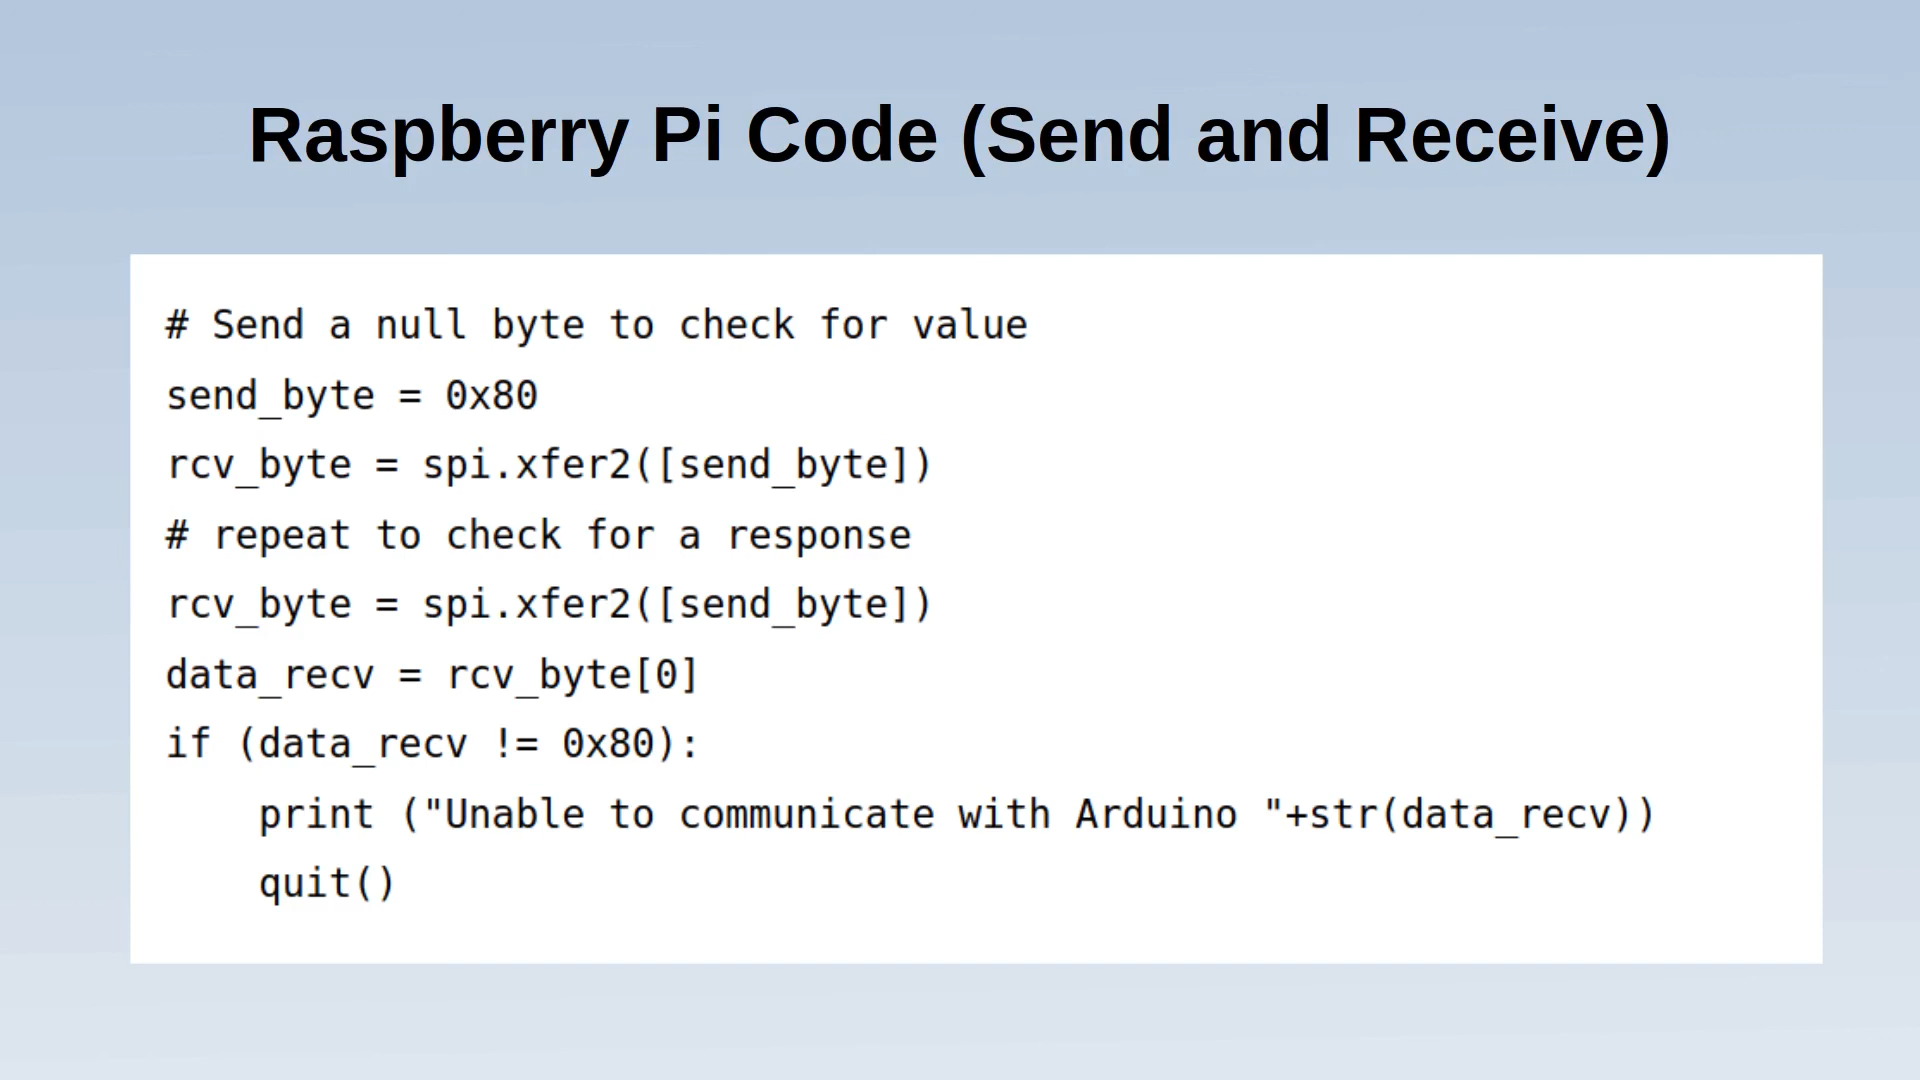 Raspberry Pi Code (Send and Receive)
# Send a null byte to check for value
send_byte = 0x80
rcv_byte = spi.xfer2([send_byte])
# repeat to check for a response
rcv_byte = spi.xfer2([send_byte])
data_recv = rcv_byte[0]
if (data_recv != 0x80):
    print ("Unable to communicate with Arduino "+str(data_recv))
    quit()